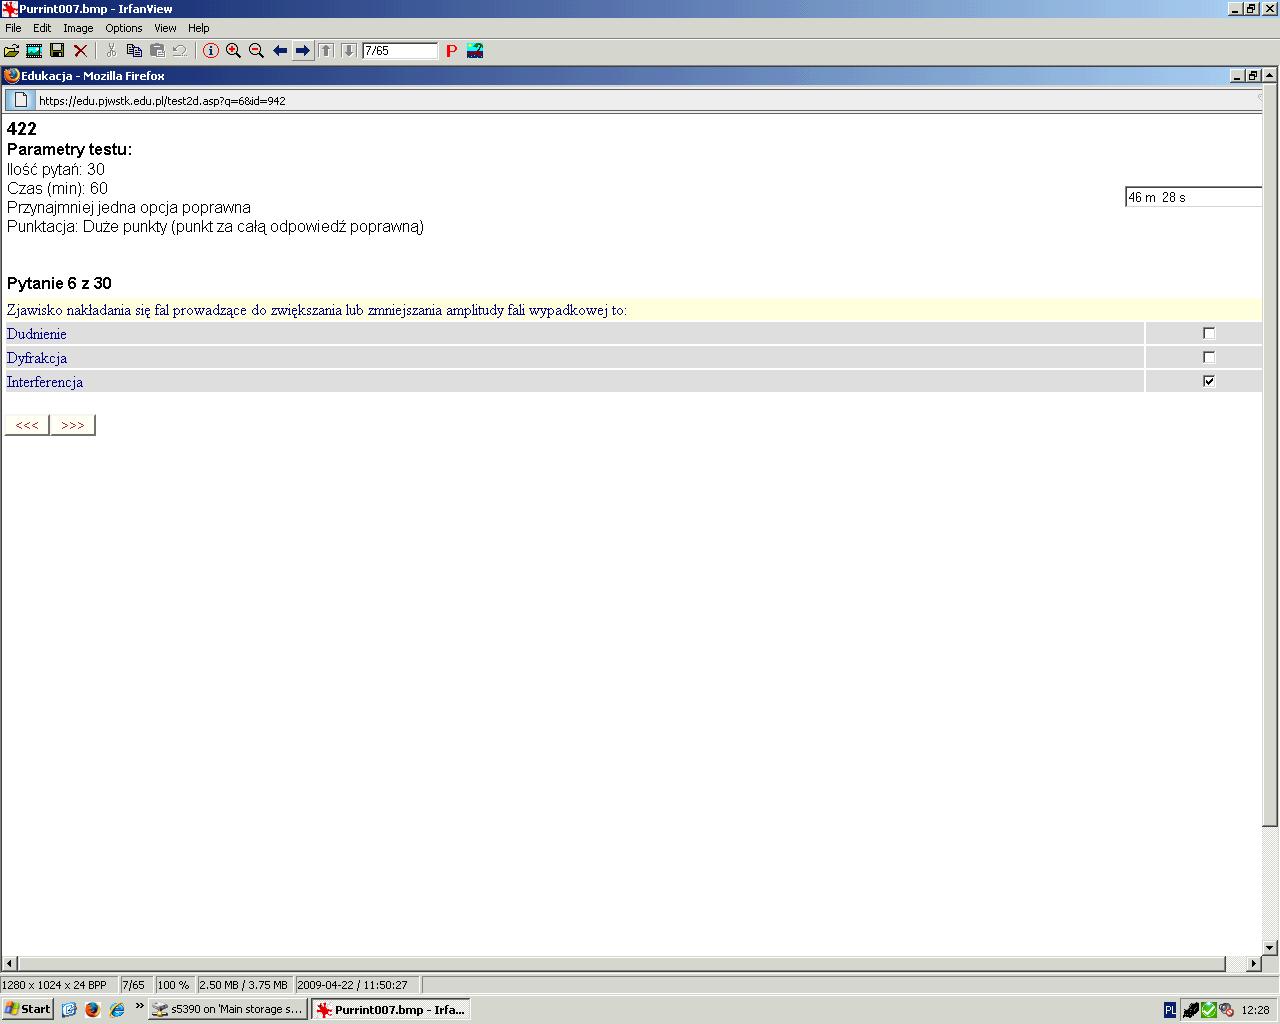 Purrint007.bmp - IrfanView
File Edit Image Options View Help
7/65 P
Edukacja - Mozilla Firefox
https://edu.pjwstk.edu.pl/test2d.asp?q=6&id=942
422
Parametry testu:
Ilość pytań: 30
Czas (min): 60
46 m 28 s
Przynajmniej jedna opcja poprawna
Punktacja: Duże punkty (punkt za całą odpowiedź poprawną)
Pytanie 6 z 30
Zjawisko nakładania się fal prowadzące do zwiększania lub zmniejszania amplitudy fali wypadkowej to:
Dudnienie
Dyfrakcja
Interferencja
<<< >>>
1280 x 1024 x 24 BPP 7/65 100 % 2.50 MB / 3.75 MB 2009-04-22 / 11:50:27
Start » s5390 on 'Main storage s... Purrint007.bmp - Irfa... PL 12:28